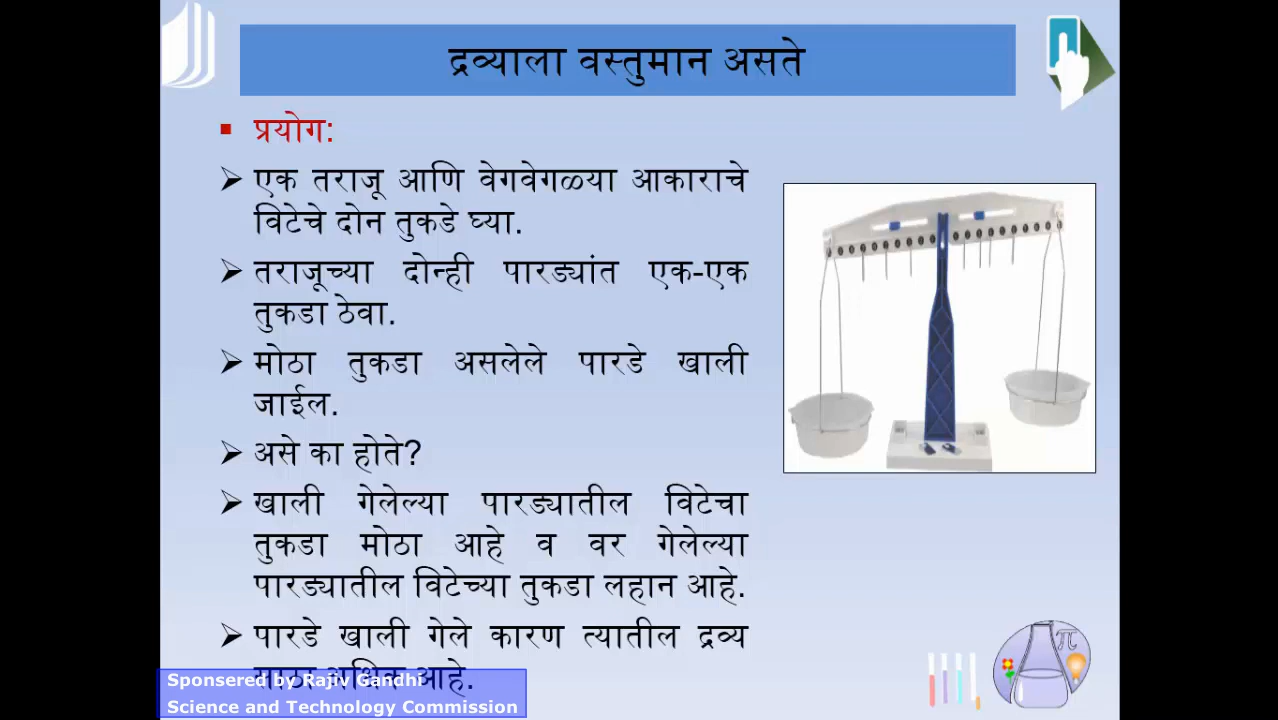 द्रव्याला वस्तुमान असते
▪ प्रयोग:
➢ एक तराजू आणि वेगवेगळ्या आकाराचे
विटेचे दोन तुकडे घ्या.
➢ तराजूच्या दोन्ही पारड्यांत एक-एक
तुकडा ठेवा.
➢ मोठा तुकडा असलेले पारडे खाली
जाईल.
➢ असे का होते?
➢ खाली गेलेल्या पारड्यातील विटेचा
तुकडा मोठा आहे व वर गेलेल्या
पारड्यातील विटेच्या तुकडा लहान आहे.
➢ पारडे खाली गेले कारण त्यातील द्रव्य
अधिक आहे.
Sponsered by Rajiv Gandhi
Science and Technology Commission
π